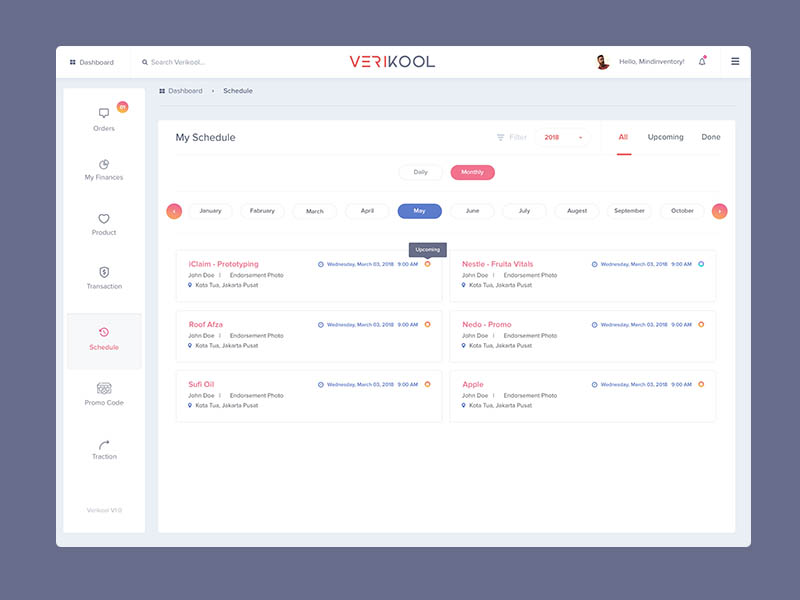 Dashboard
Search Verikool...
VERIKOOL
Hello, Mindinventory!
Dashboard
Schedule
01
Orders
My Finances
Product
Transaction
Schedule
Promo Code
Traction
Verikool V1.0
My Schedule
Filter
2018
All
Upcoming
Done
Daily
Monthly
January
Fabruary
March
April
May
June
July
Augest
September
October
Upcoming
iClaim - Prototyping
Wednesday, March 03, 2018 9:00 AM
John Doe | Endorsement Photo
Kota Tua, Jakarta Pusat
Nestle - Fruita Vitals
Wednesday, March 03, 2018 9:00 AM
John Doe | Endorsement Photo
Kota Tua, Jakarta Pusat
Roof Afza
Wednesday, March 03, 2018 9:00 AM
John Doe | Endorsement Photo
Kota Tua, Jakarta Pusat
Nedo - Promo
Wednesday, March 03, 2018 9:00 AM
John Doe | Endorsement Photo
Kota Tua, Jakarta Pusat
Sufi Oil
Wednesday, March 03, 2018 9:00 AM
John Doe | Endorsement Photo
Kota Tua, Jakarta Pusat
Apple
Wednesday, March 03, 2018 9:00 AM
John Doe | Endorsement Photo
Kota Tua, Jakarta Pusat